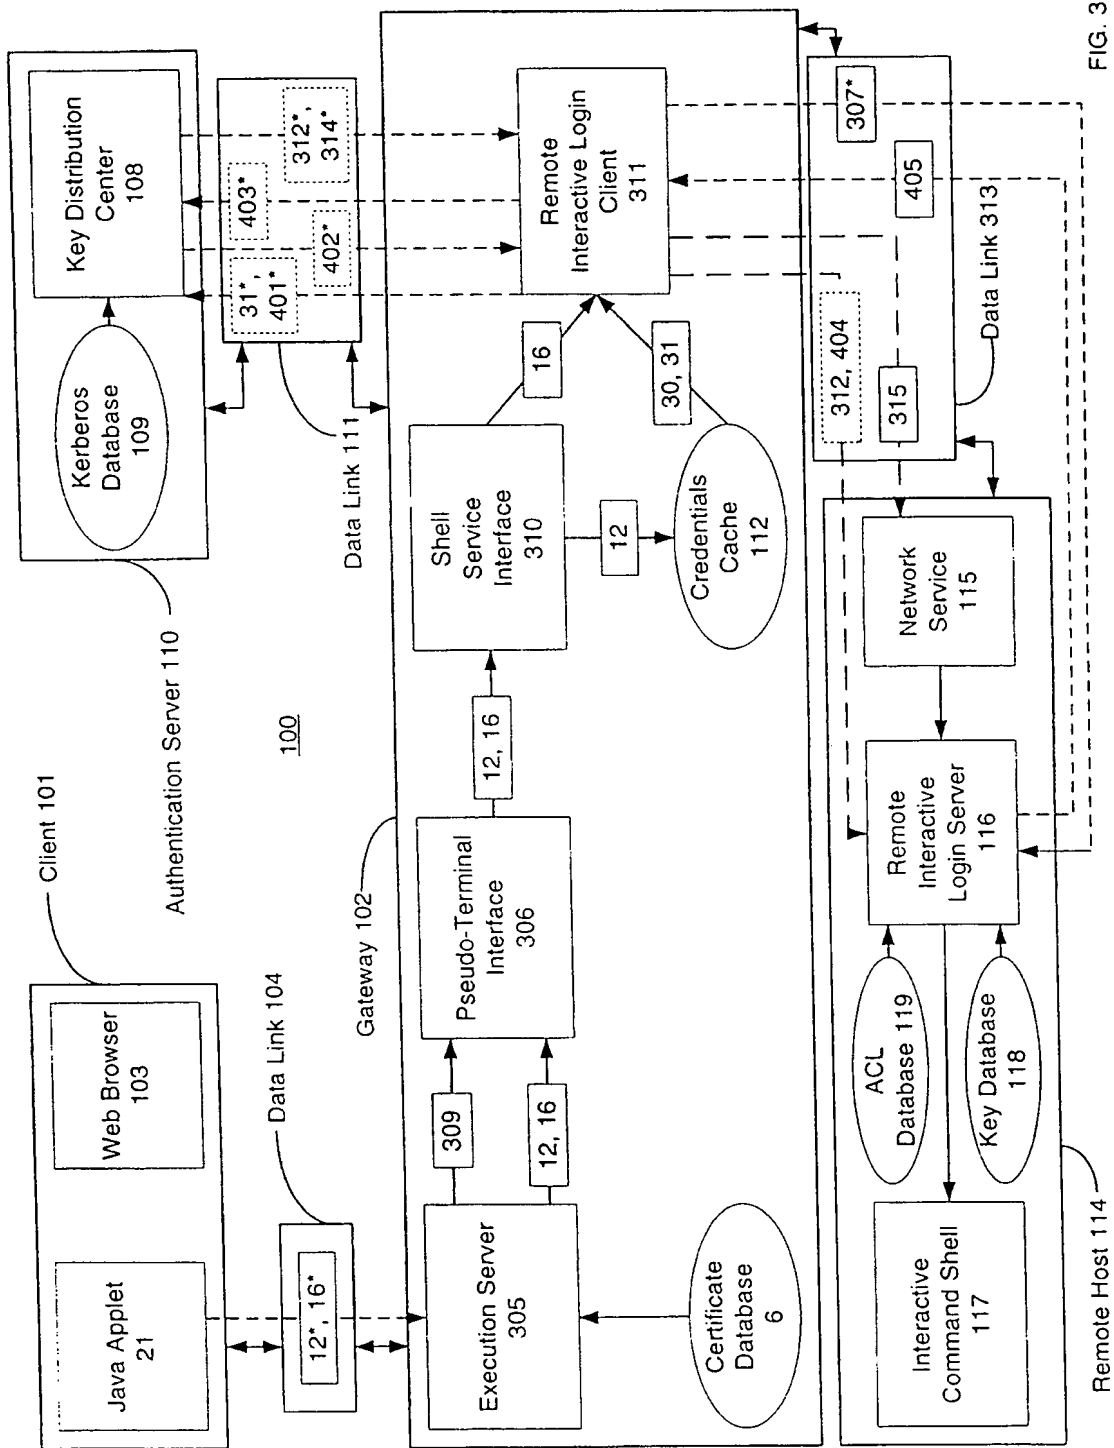 Client 101
Java Applet
21
Web Browser
103
Authentication Server 110
Kerberos
Database
109
Key Distribution
Center
108
Data Link 104
12*, 16*
100
Data Link 111
31*,
401*
402*
403*
312*,
314*
Gateway 102
Execution Server
305
309
12, 16
Pseudo-Terminal
Interface
306
12, 16
Shell
Service
Interface
310
16
Remote
Interactive Login
Client
311
Certificate
Database
6
12
Credentials
Cache
112
30, 31
312, 404
315
405
307*
Data Link 313
Interactive
Command Shell
117
ACL
Database 119
Key Database
118
Remote
Interactive
Login Server
116
Network
Service
115
Remote Host 114
FIG. 3